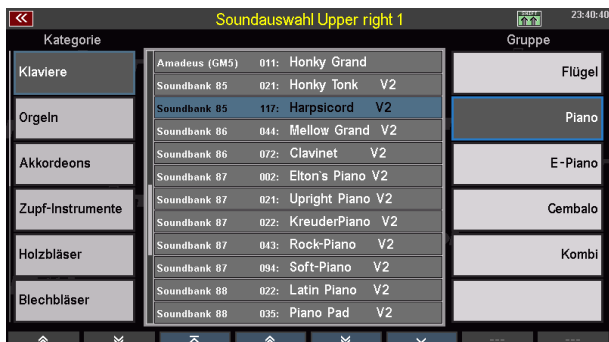 Soundauswahl Upper right 1
23:40:40
Kategorie
Gruppe
Klaviere
Orgeln
Akkordeons
Zupf-Instrumente
Holzbläser
Blechbläser
Amadeus (GM5) 011: Honky Grand
Soundbank 85 021: Honky Tonk V2
Soundbank 85 117: Harpsicord V2
Soundbank 86 044: Mellow Grand V2
Soundbank 86 072: Clavinet V2
Soundbank 87 002: Elton`s Piano V2
Soundbank 87 021: Upright Piano V2
Soundbank 87 022: KreuderPiano V2
Soundbank 87 043: Rock-Piano V2
Soundbank 87 094: Soft-Piano V2
Soundbank 88 022: Latin Piano V2
Soundbank 88 035: Piano Pad V2
Flügel
Piano
E-Piano
Cembalo
Kombi